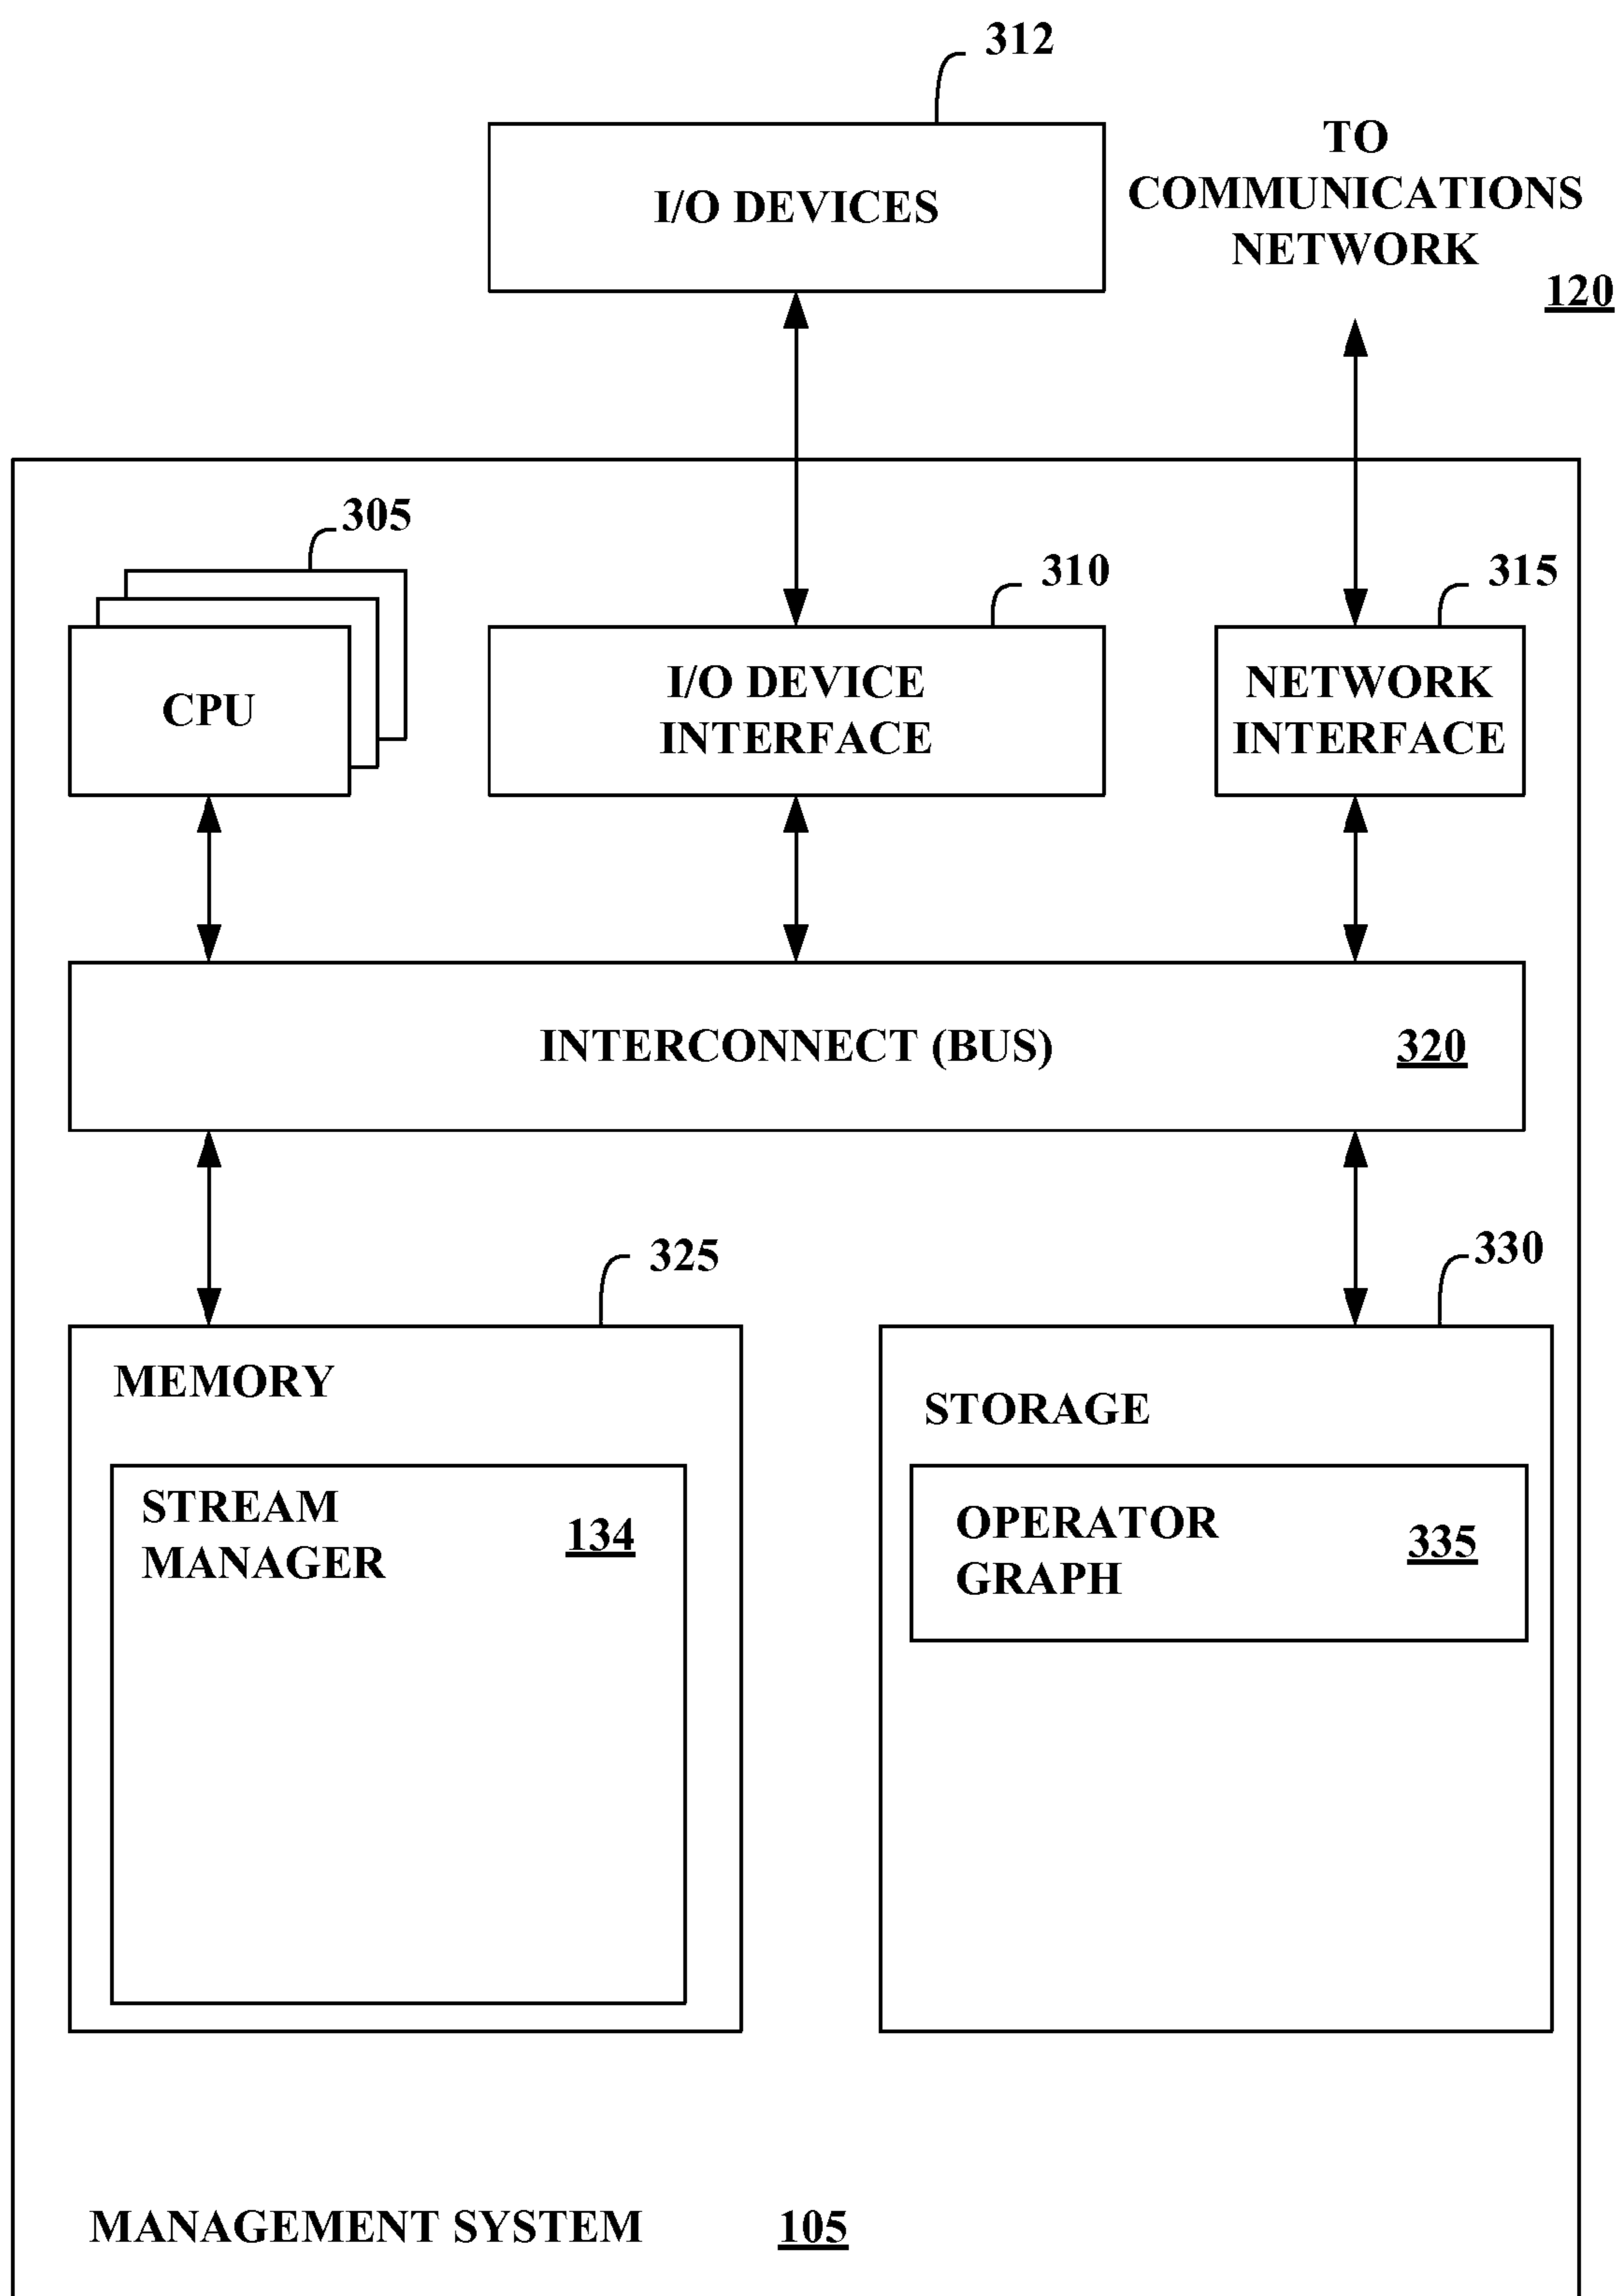 312
I/O DEVICES
TO
COMMUNICATIONS
NETWORK
120
305
310
315
CPU
I/O DEVICE
INTERFACE
NETWORK
INTERFACE
INTERCONNECT (BUS)
320
325
330
MEMORY
STREAM
MANAGER
134
STORAGE
OPERATOR
GRAPH
335
MANAGEMENT SYSTEM
105